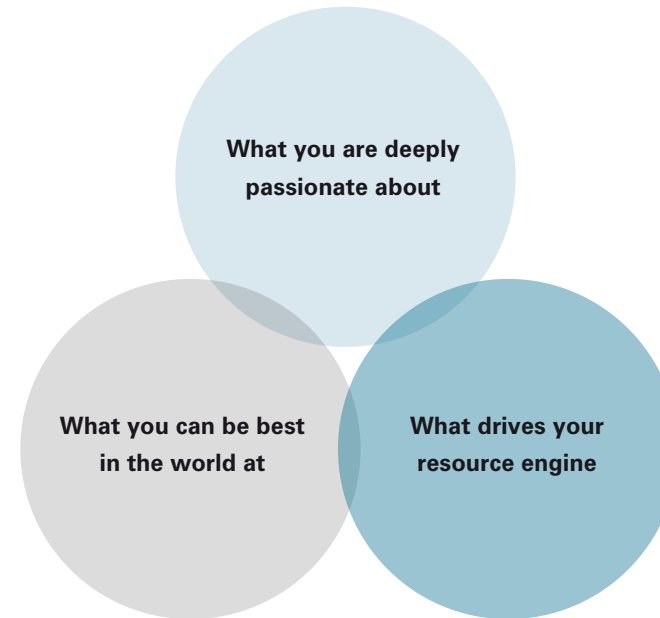 What you are deeply
passionate about
What you can be best
in the world at
What drives your
resource engine